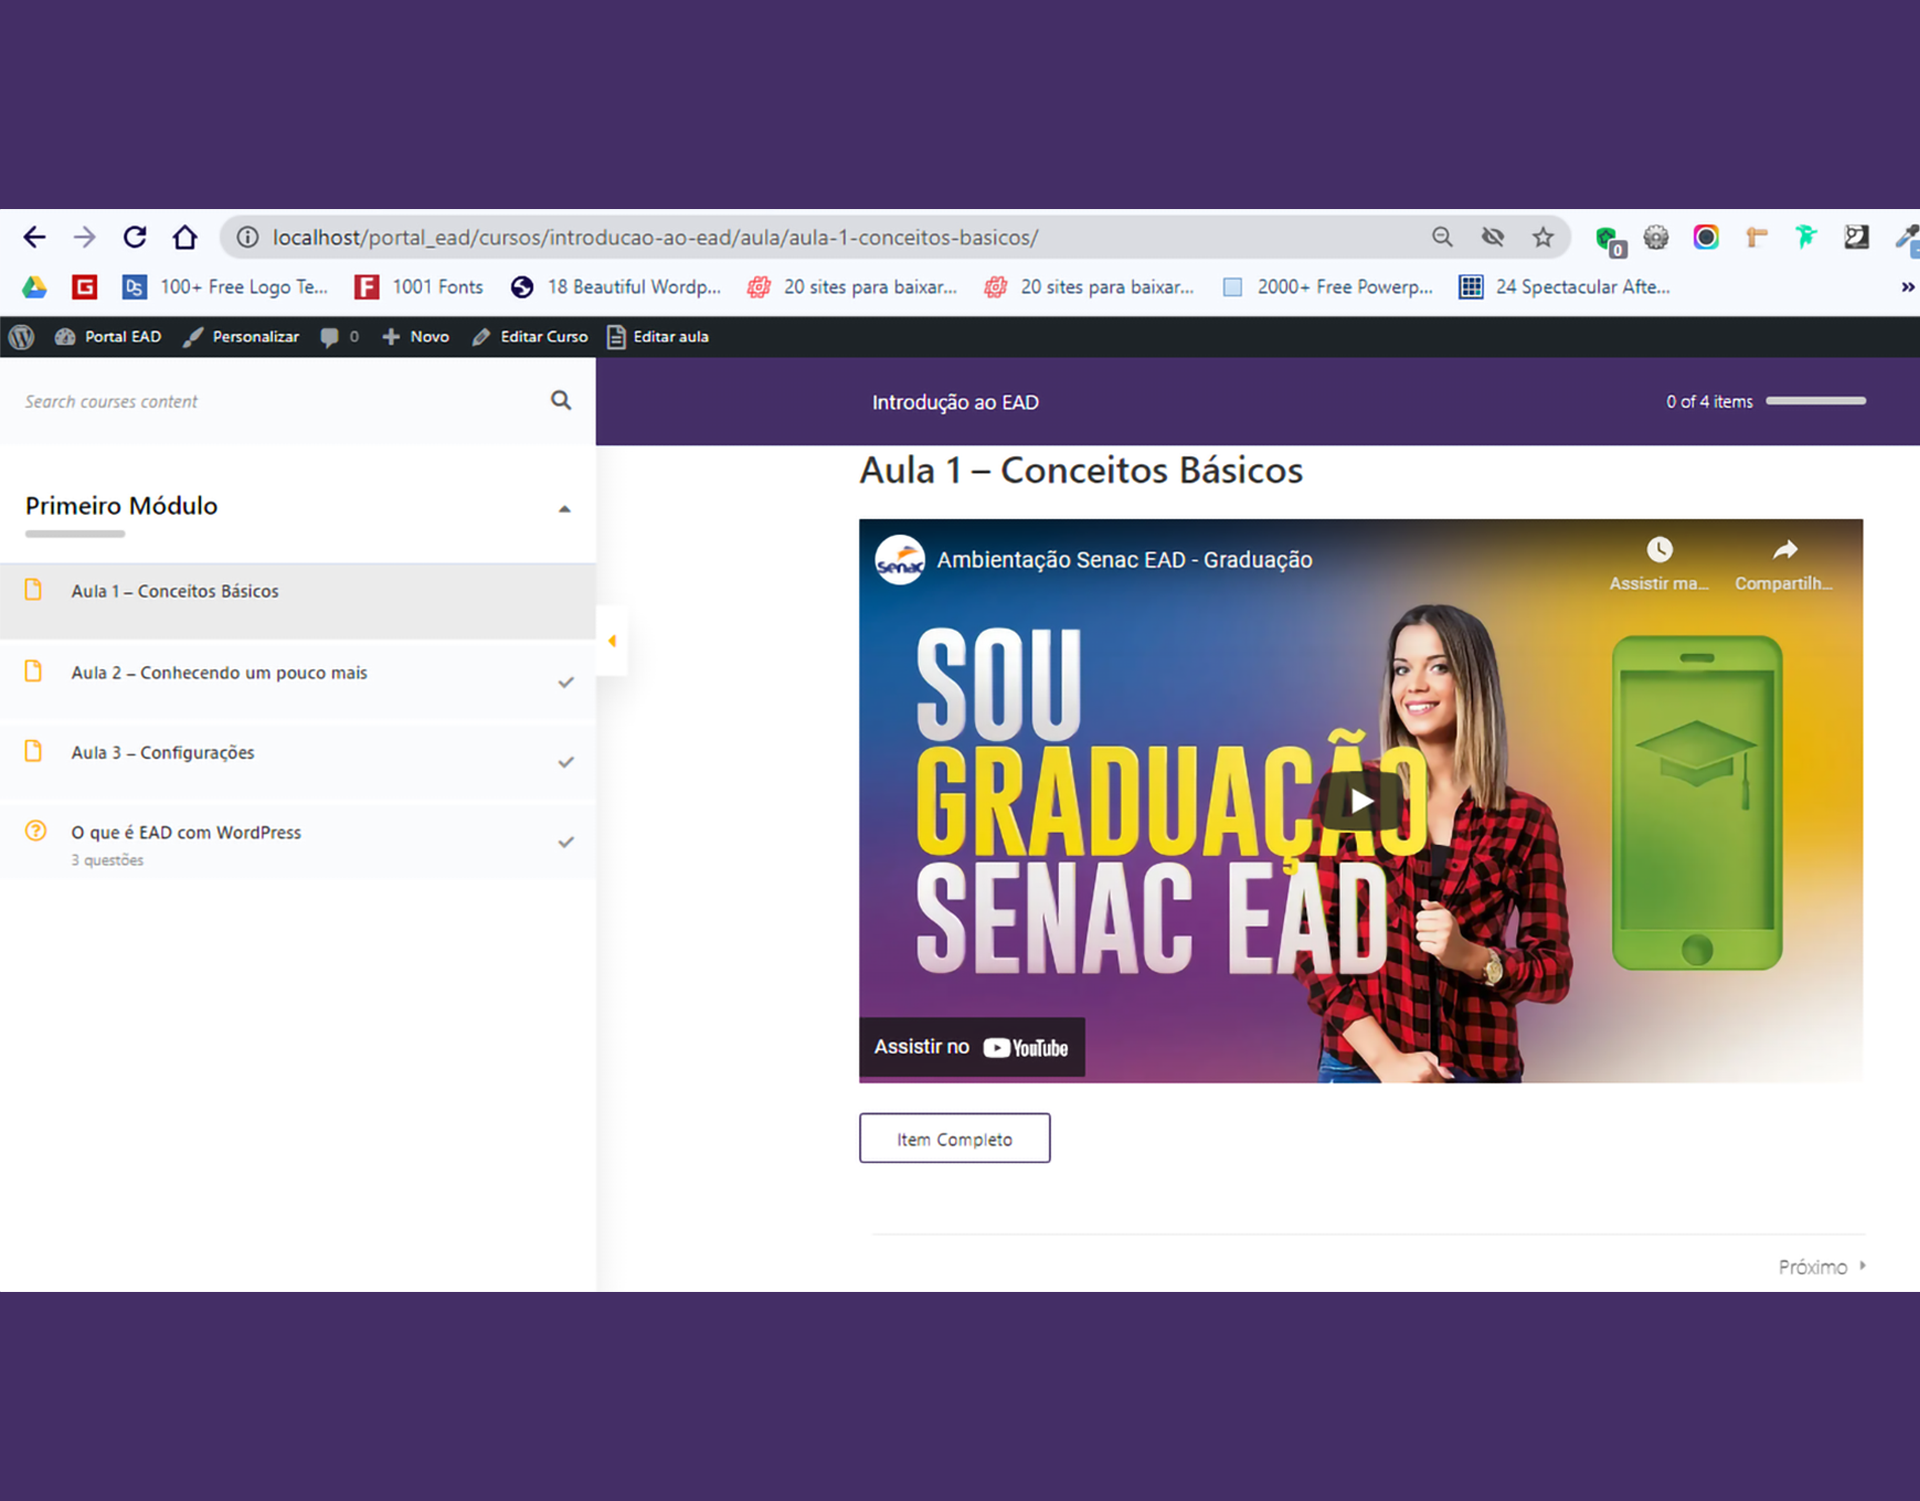 localhost/portal_ead/cursos/introducao-ao-ead/aula/aula-1-conceitos-basicos/
0
G DS 100+ Free Logo Te... F 1001 Fonts 18 Beautiful Wordp... 20 sites para baixar... 20 sites para baixar... 2000+ Free Powerp... 24 Spectacular Afte... »
Portal EAD Personalizar 0 Novo Editar Curso Editar aula
Search courses content
Introdução ao EAD
0 of 4 items
Primeiro Módulo
Aula 1 – Conceitos Básicos
Aula 2 – Conhecendo um pouco mais
Aula 3 – Configurações
O que é EAD com WordPress
3 questões
Aula 1 – Conceitos Básicos
senac
Ambientação Senac EAD - Graduação
Assistir ma...
Compartilh...
SOU
GRADUAÇÃO
SENAC EAD
Assistir no YouTube
Item Completo
Próximo